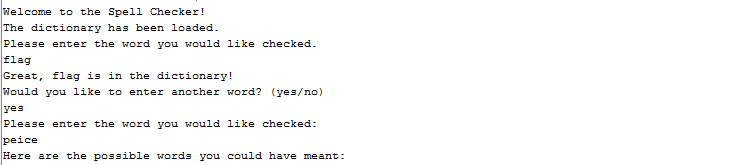 Welcome to the Spell Checker!
The dictionary has been loaded.
Please enter the word you would like checked.
flag
Great, flag is in the dictionary!
Would you like to enter another word? (yes/no)
yes
Please enter the word you would like checked:
peice
Here are the possible words you could have meant: